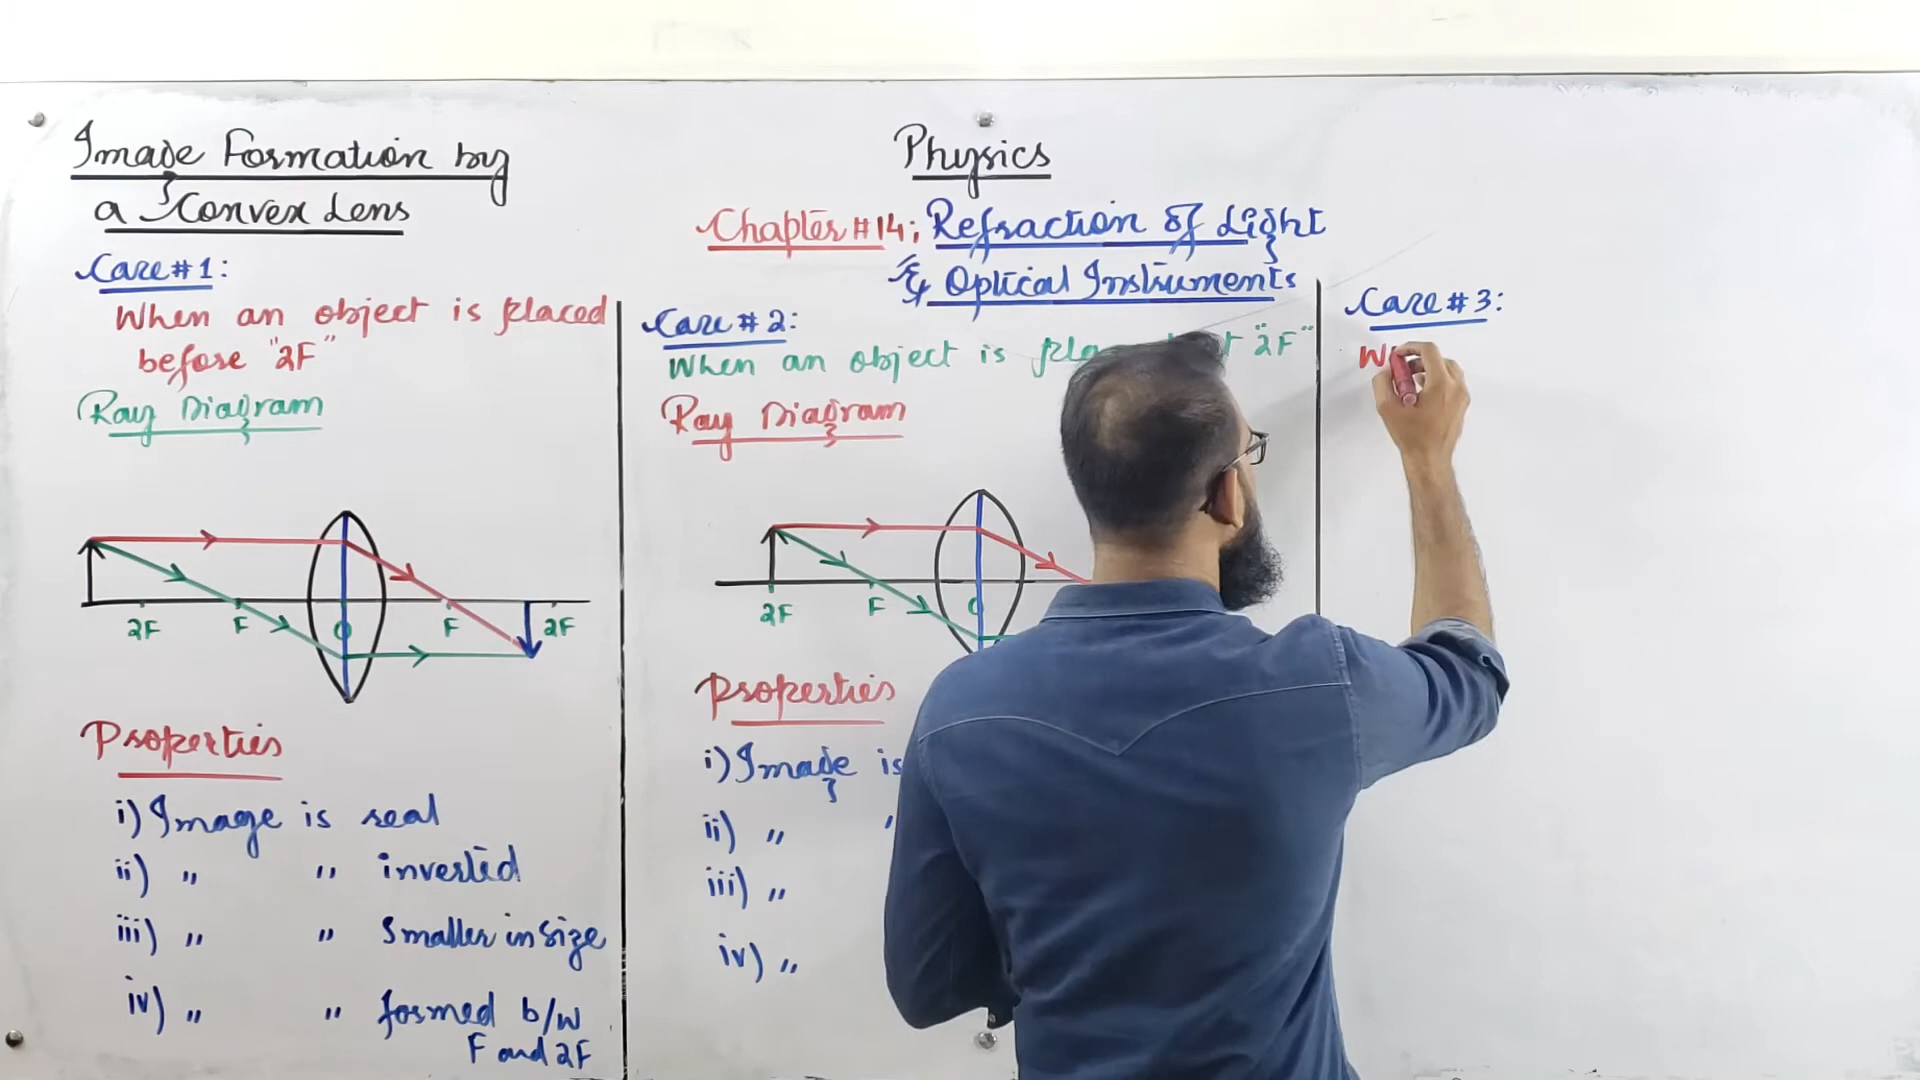 Image Formation by
a Convex Lens
Case # 1:
When an object is placed
before "2F"
Ray Diagram
2F F O F 2F
Properties
i) Image is real
ii) " " inverted
iii) " " Smaller in Size
iv) " " formed b/w
F and 2F
Physics
Chapter # 14: Refraction of Light
& Optical Instruments
Case # 2:
When an object is "2F"
Ray Diagram
2F F
Properties
i) Image is
ii) " "
iii) "
iv) "
Case # 3: